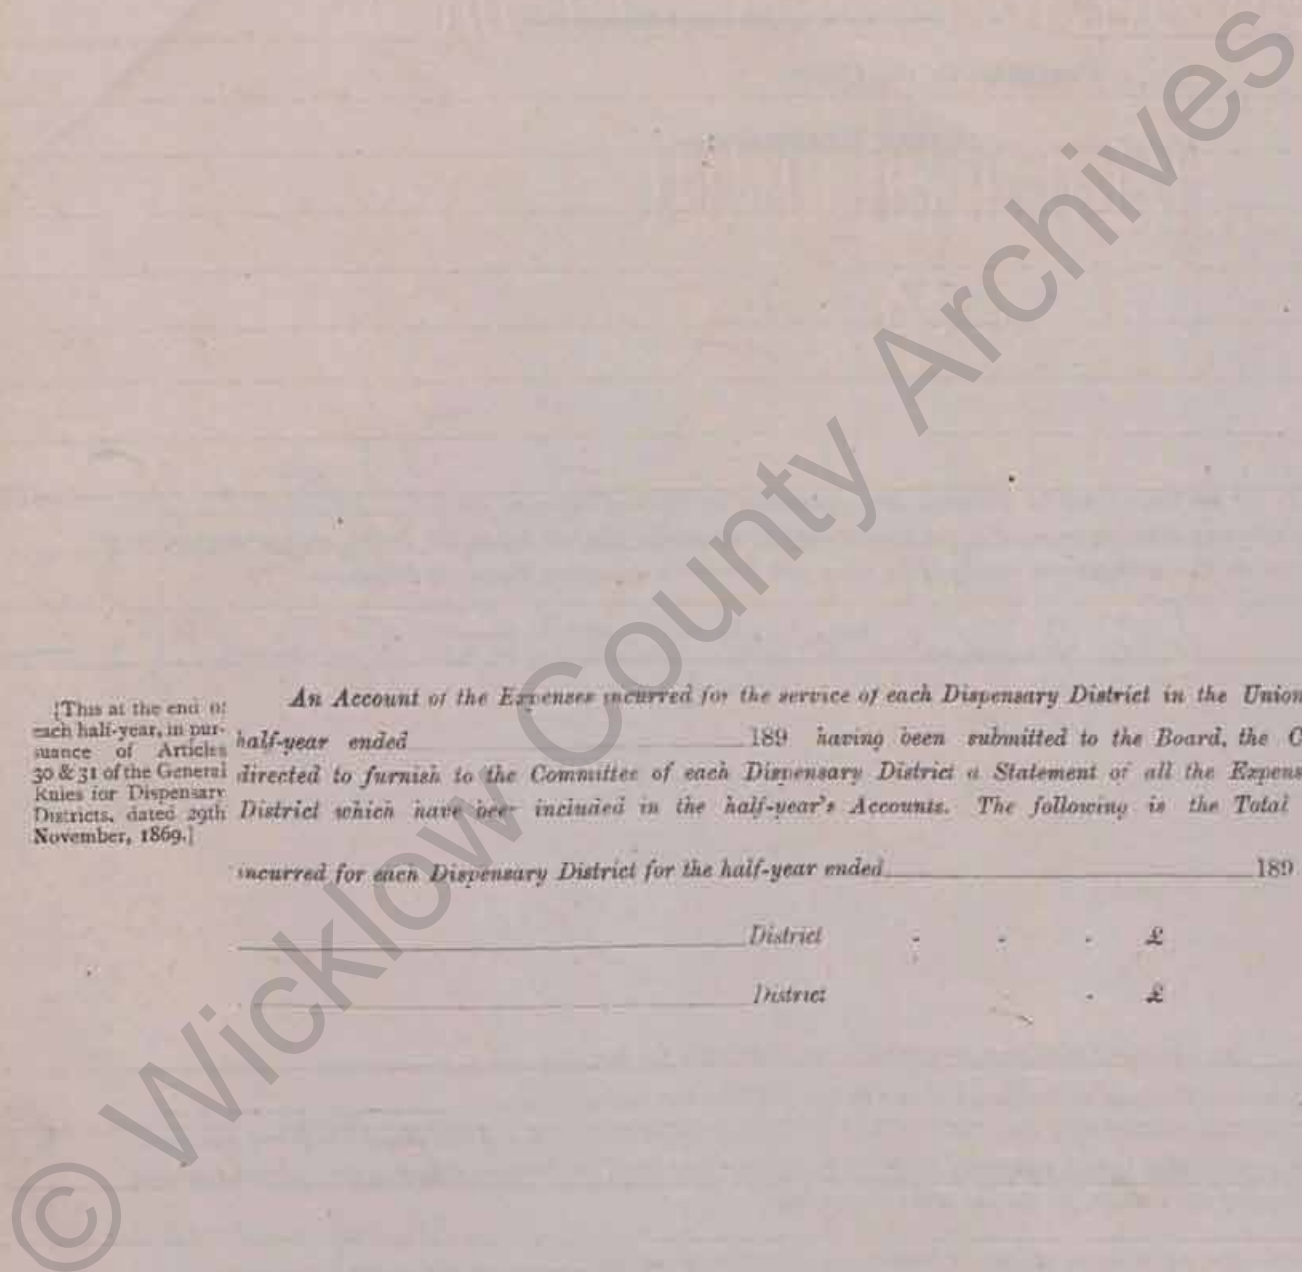 [This at the end of
each half-year, in pur-
suance of Articles
30 & 31 of the General
Rules for Dispensary
Districts, dated 29th
November, 1869.]
An Account of the Expenses incurred for the service of each Dispensary District in the Union
half-year ended 189 having been submitted to the Board, the C
directed to furnish to the Committee of each Dispensary District a Statement of all the Expens
District which have been included in the half-year's Accounts. The following is the Total
incurred for each Dispensary District for the half-year ended 189
District - - - £
District - £
© Wicklow County Archives